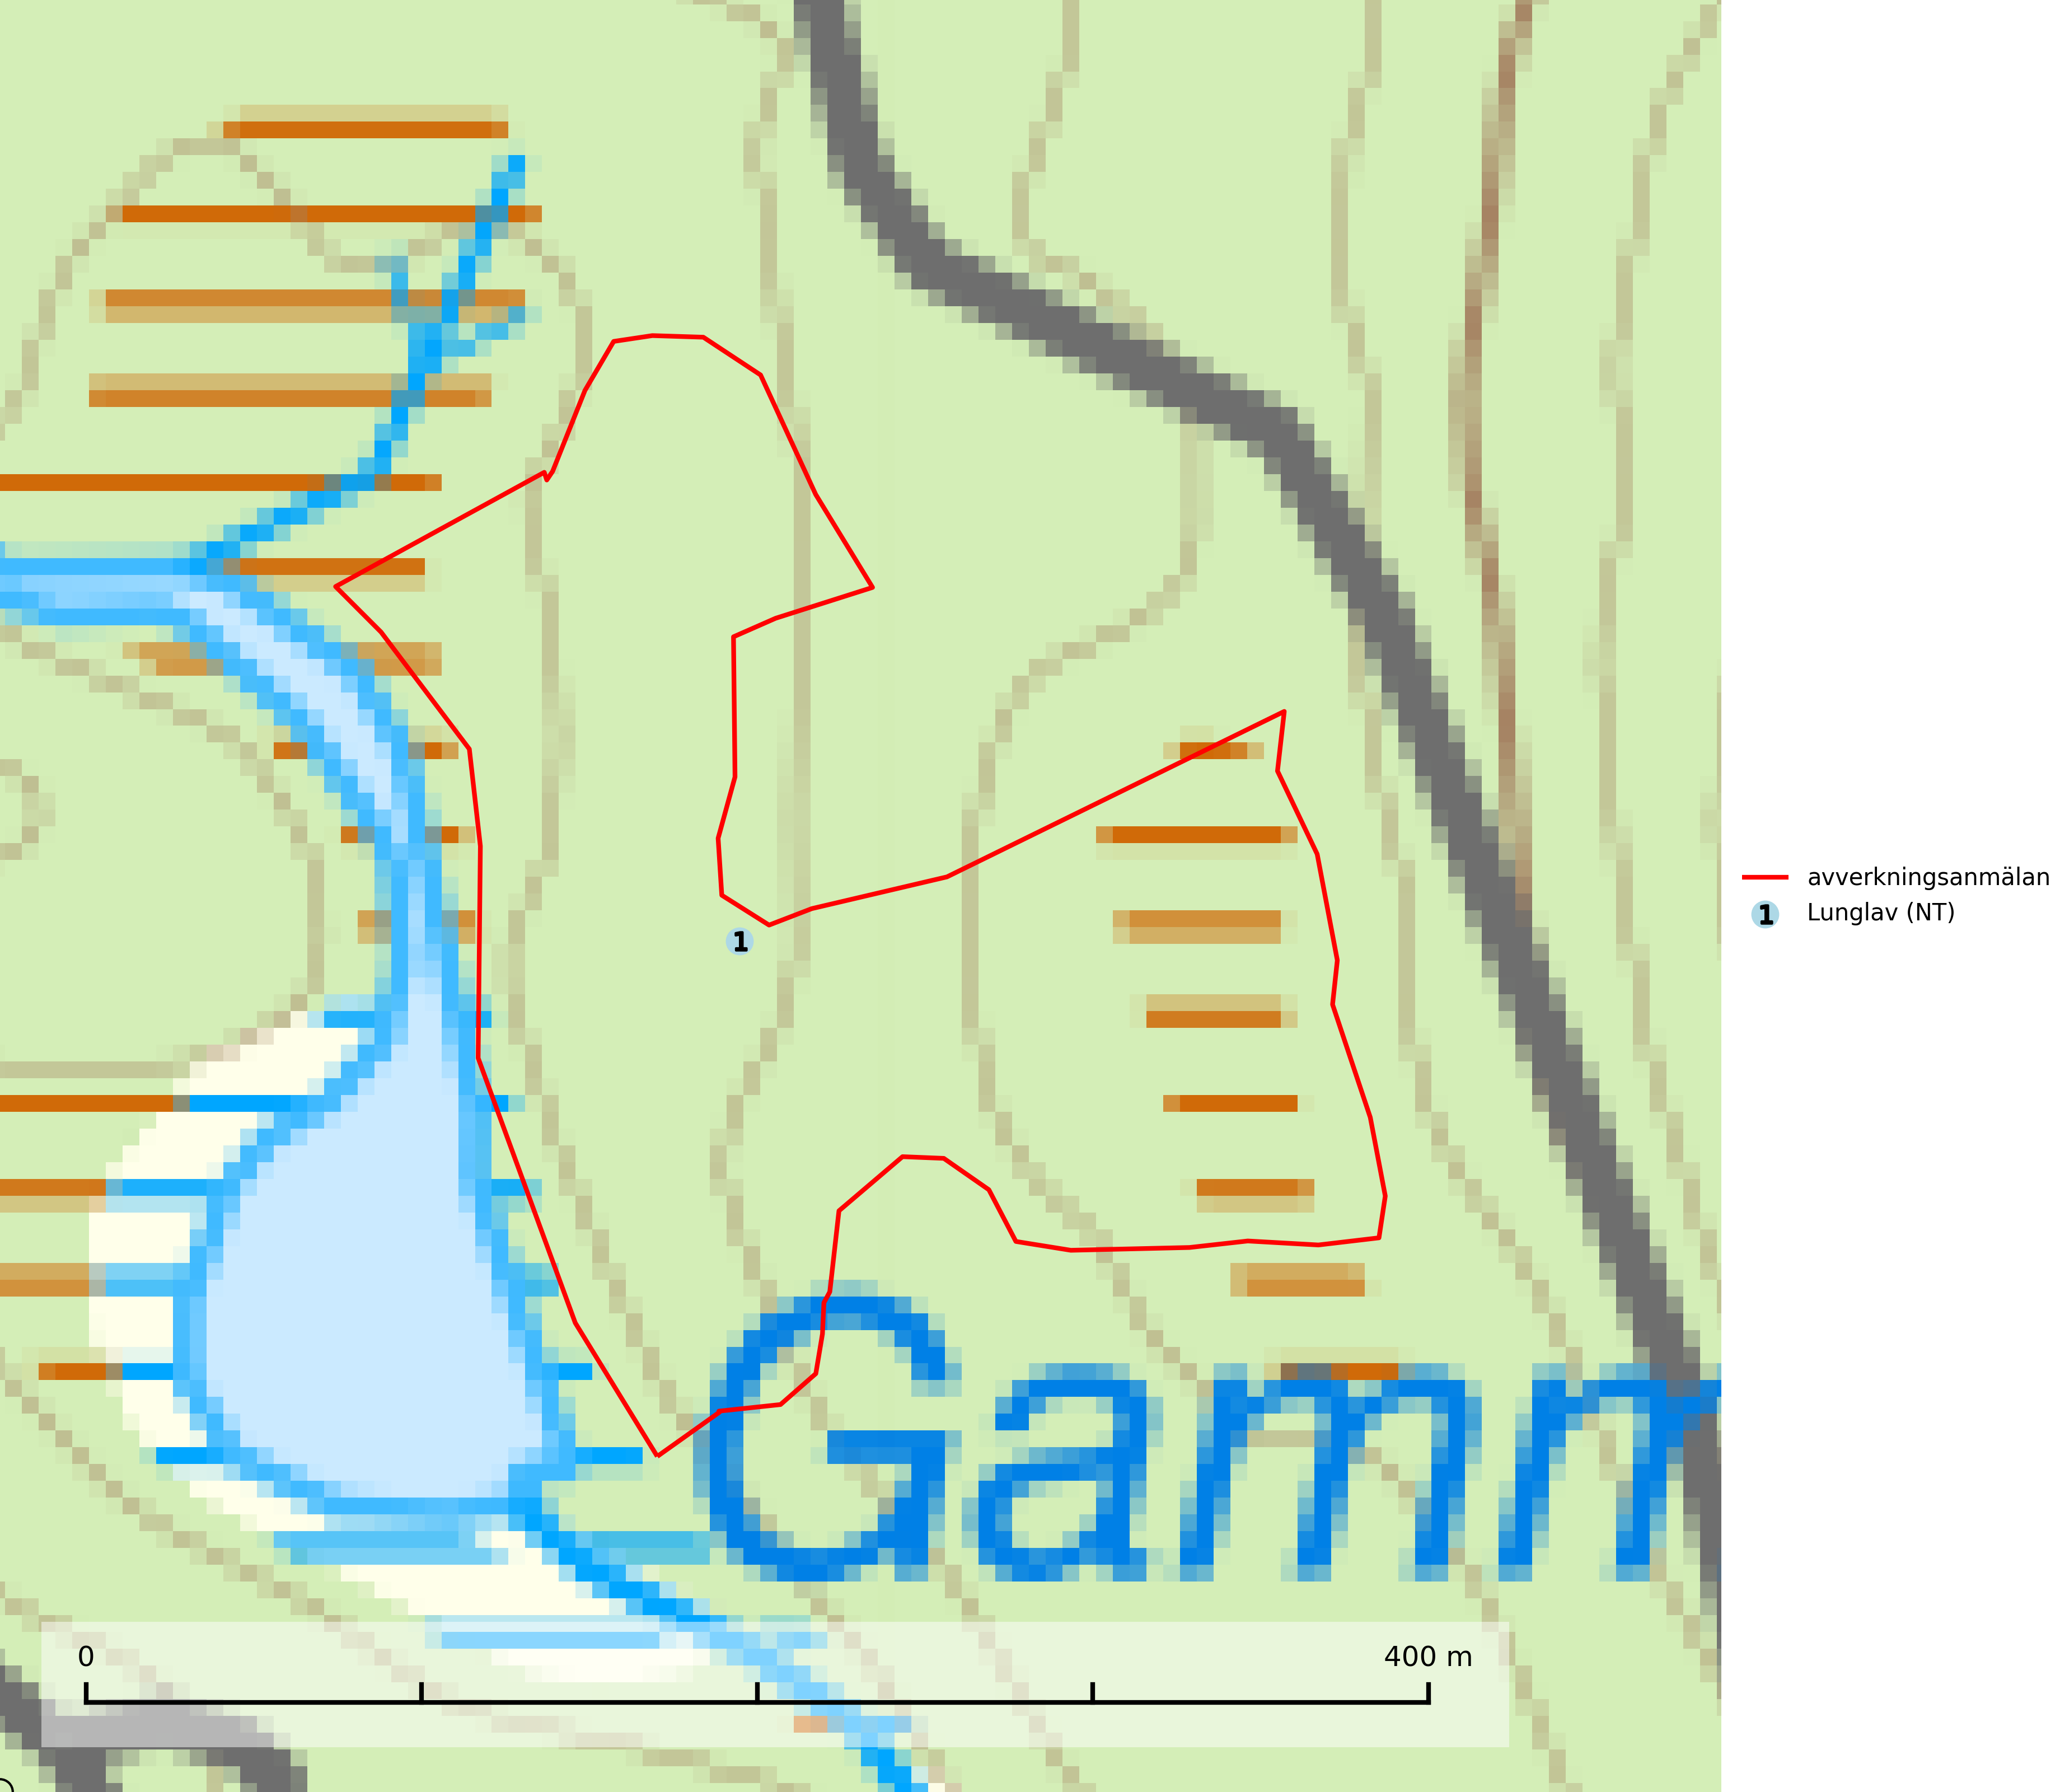 avverkningsanmälan
1 Lunglav (NT)
1
Gamm
0 400 m